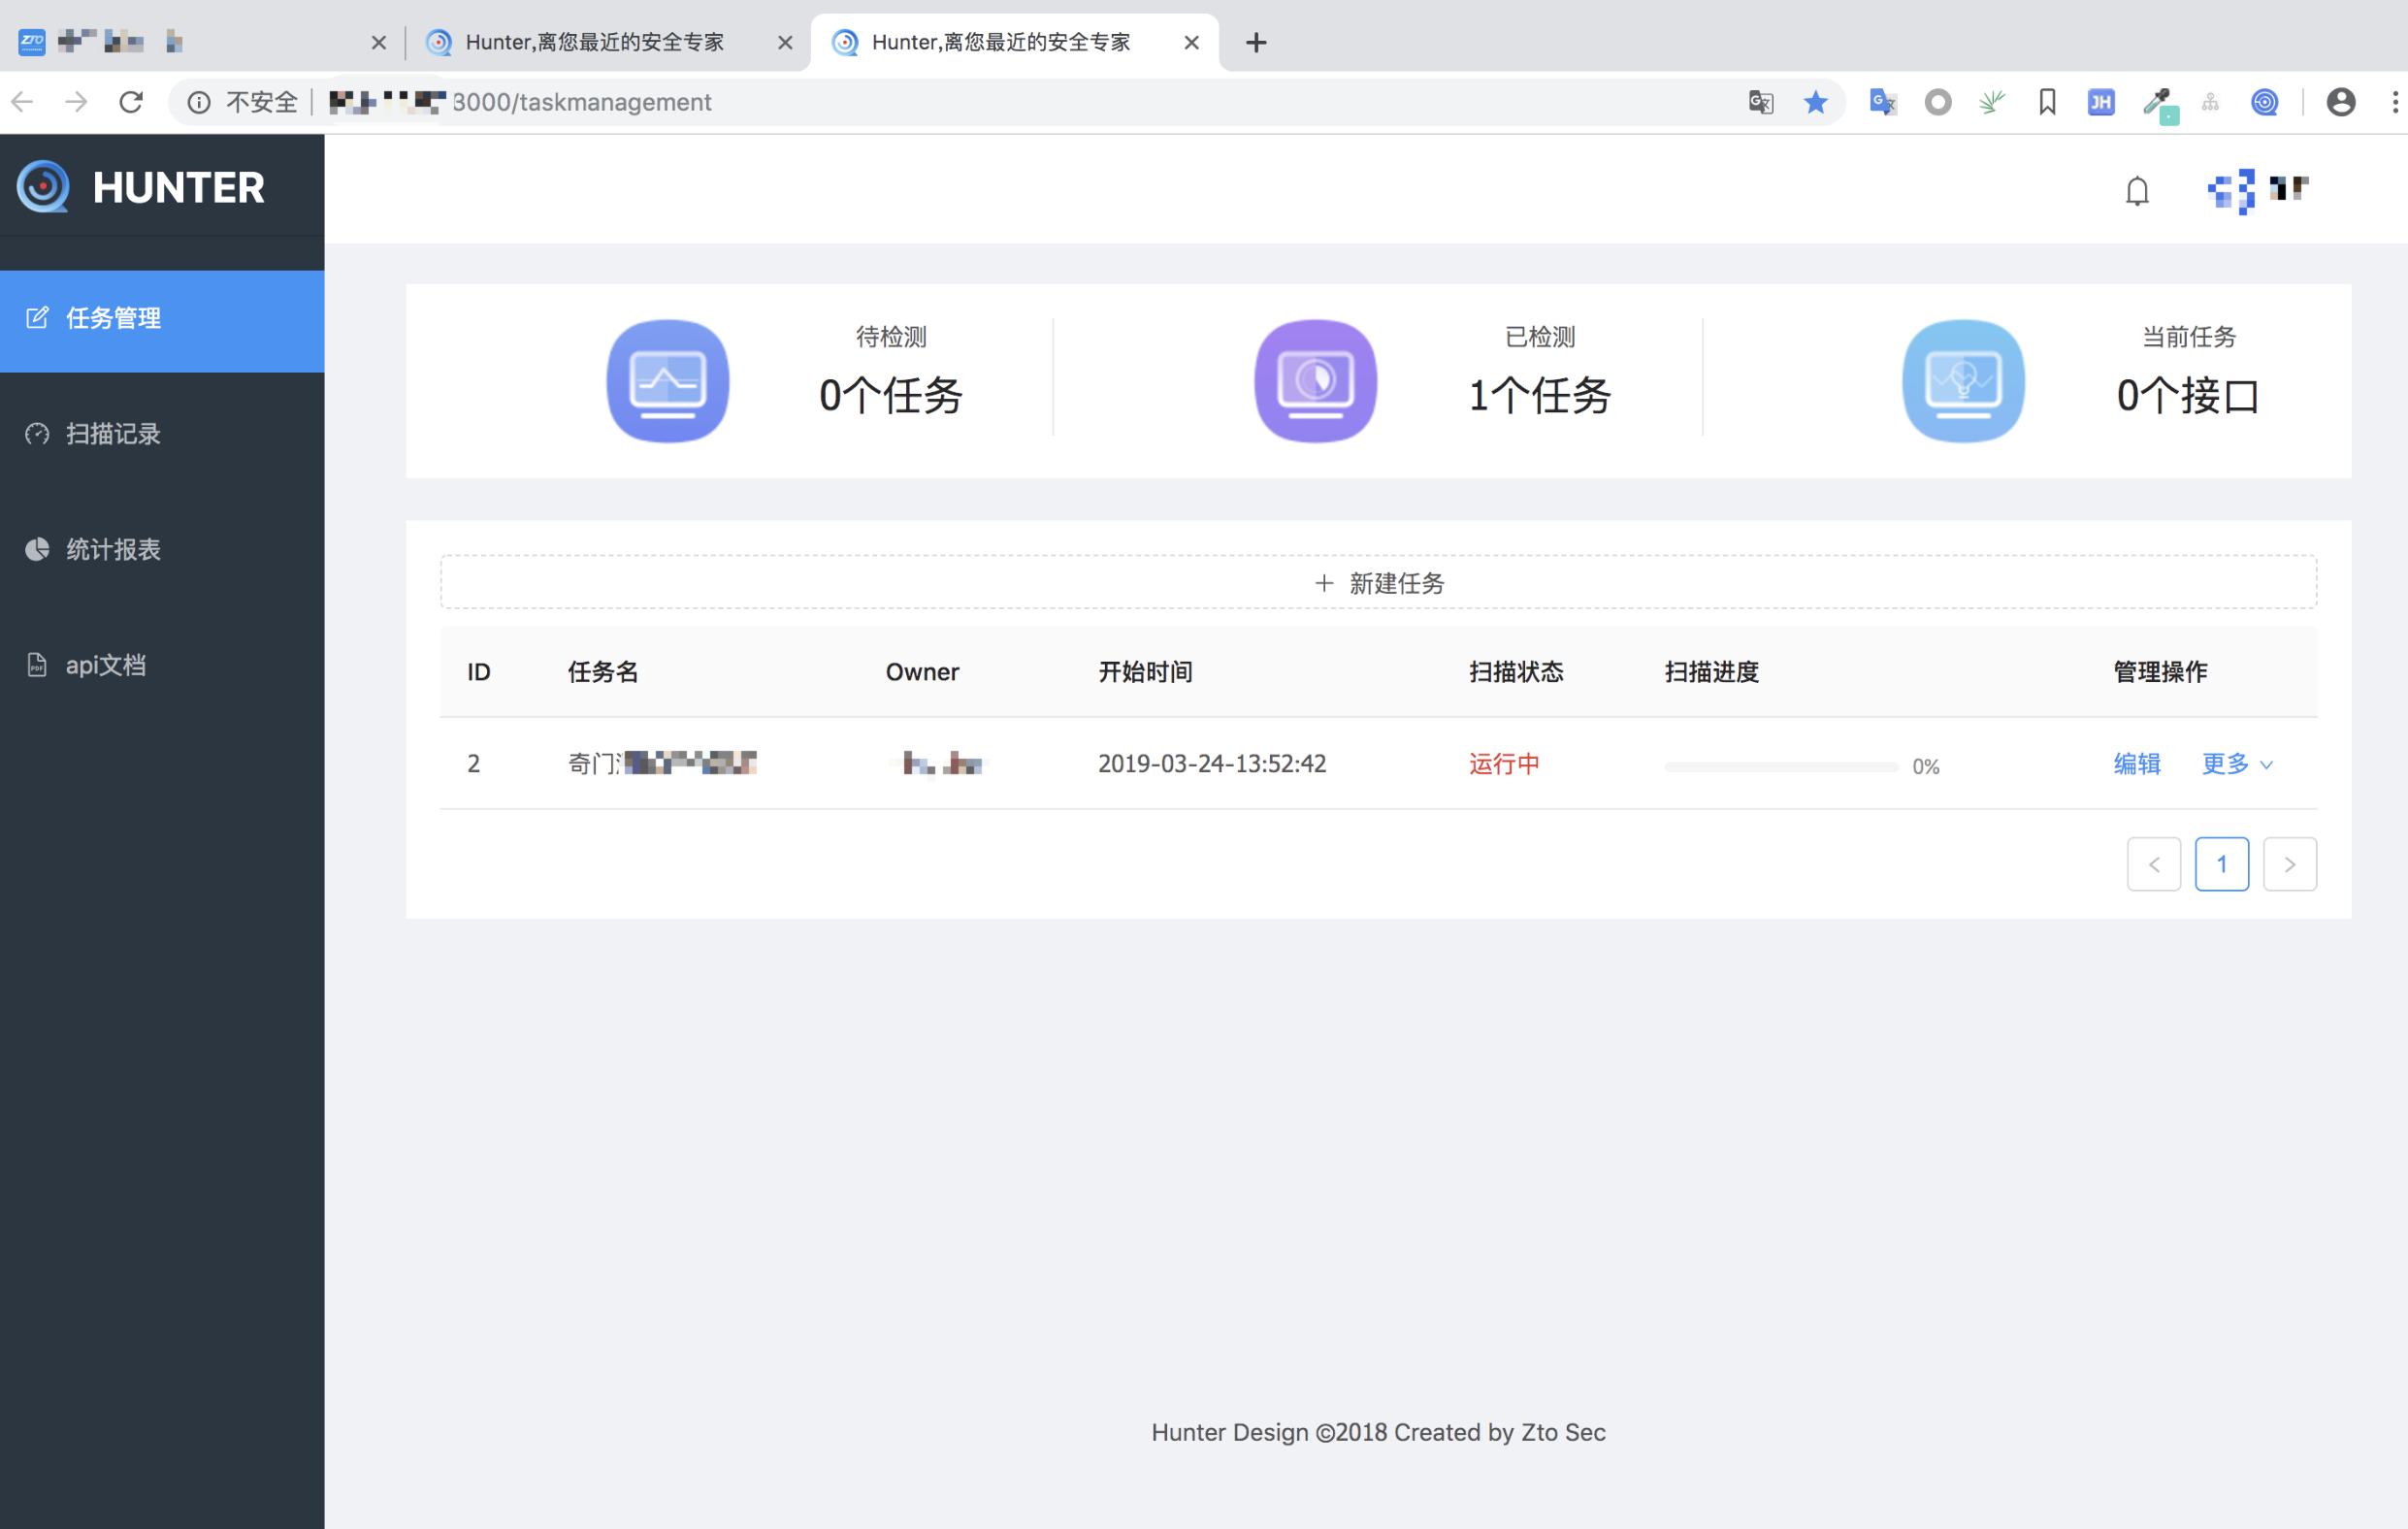 ZTO
Hunter,离您最近的安全专家
Hunter,离您最近的安全专家
不安全
3000/taskmanagement
JH
HUNTER
任务管理
扫描记录
统计报表
api文档
待检测
0个任务
已检测
1个任务
当前任务
0个接口
新建任务
ID 任务名 Owner 开始时间 扫描状态 扫描进度 管理操作
2 奇门 2019-03-24-13:52:42 运行中 0% 编辑 更多
1
Hunter Design ©2018 Created by Zto Sec